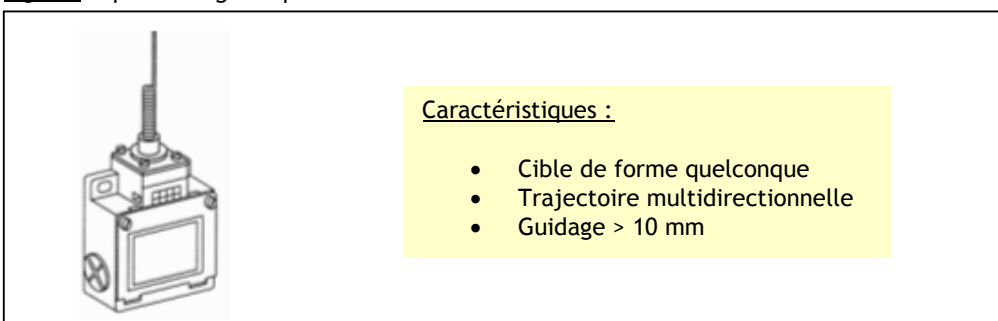 Caractéristiques :
• Cible de forme quelconque
• Trajectoire multidirectionnelle
• Guidage > 10 mm